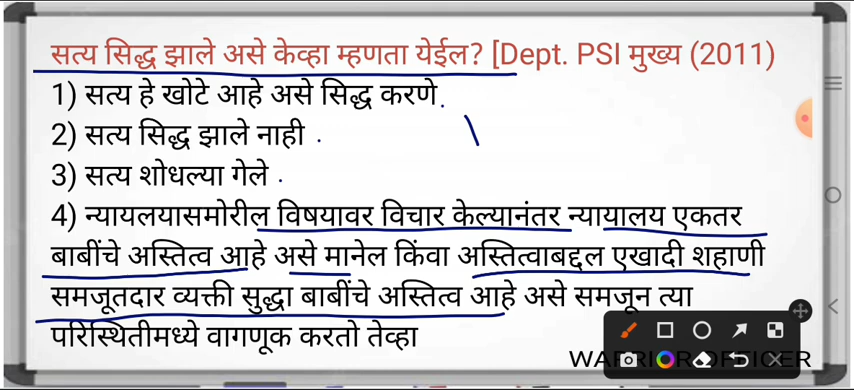 सत्य सिद्ध झाले असे केव्हा म्हणता येईल? [Dept. PSI मुख्य (2011)
1) सत्य हे खोटे आहे असे सिद्ध करणे.
2) सत्य सिद्ध झाले नाही
3) सत्य शोधल्या गेले
4) न्यायलयासमोरील विषयावर विचार केल्यानंतर न्यायालय एकतर
बाबींचे अस्तित्व आहे असे मानेल किंवा अस्तित्वाबद्दल एखादी शहाणी
समजूतदार व्यक्ती सुद्धा बाबींचे अस्तित्व आहे असे समजून त्या
परिस्थितीमध्ये वागणूक करतो तेव्हा
WARRIOR OFFICER